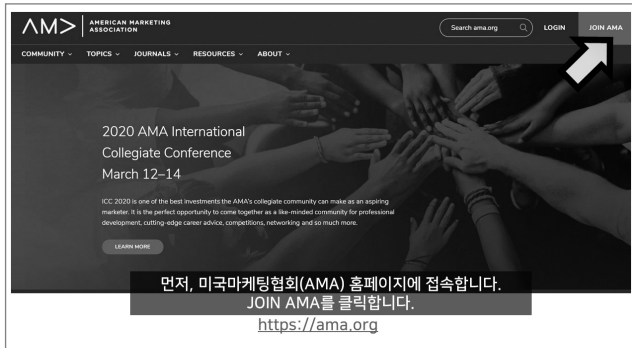 AMA AMERICAN MARKETING
ASSOCIATION
Search ama.org
LOGIN
JOIN AMA
COMMUNITY TOPICS JOURNALS RESOURCES ABOUT
2020 AMA International
Collegiate Conference
March 12–14
ICC 2020 is one of the best investments the AMA's collegiate community can make as an aspiring
marketer. It is the perfect opportunity to come together as a like-minded community for professional
development, cutting-edge career advice, competitions, networking and so much more.
LEARN MORE
먼저, 미국마케팅협회(AMA) 홈페이지에 접속합니다.
JOIN AMA를 클릭합니다.
https://ama.org